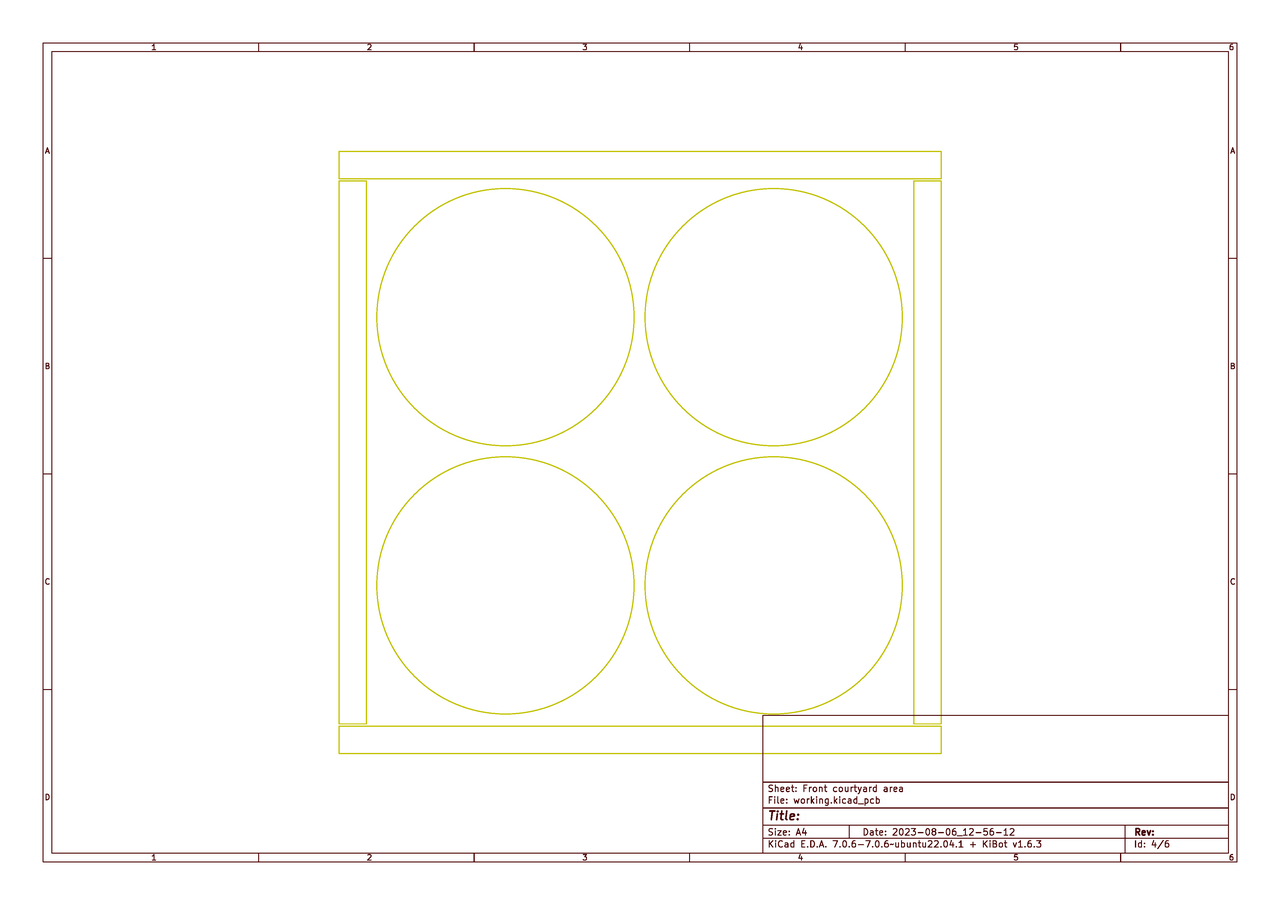 1 2 3 4 5 6
A A
B B
C C
D D
Sheet: Front courtyard area
File: working.kicad_pcb
Title:
Size: A4 Date: 2023-08-06_12-56-12 Rev:
KiCad E.D.A. 7.0.6-7.0.6~ubuntu22.04.1 + KiBot v1.6.3 Id: 4/6
1 2 3 4 5 6